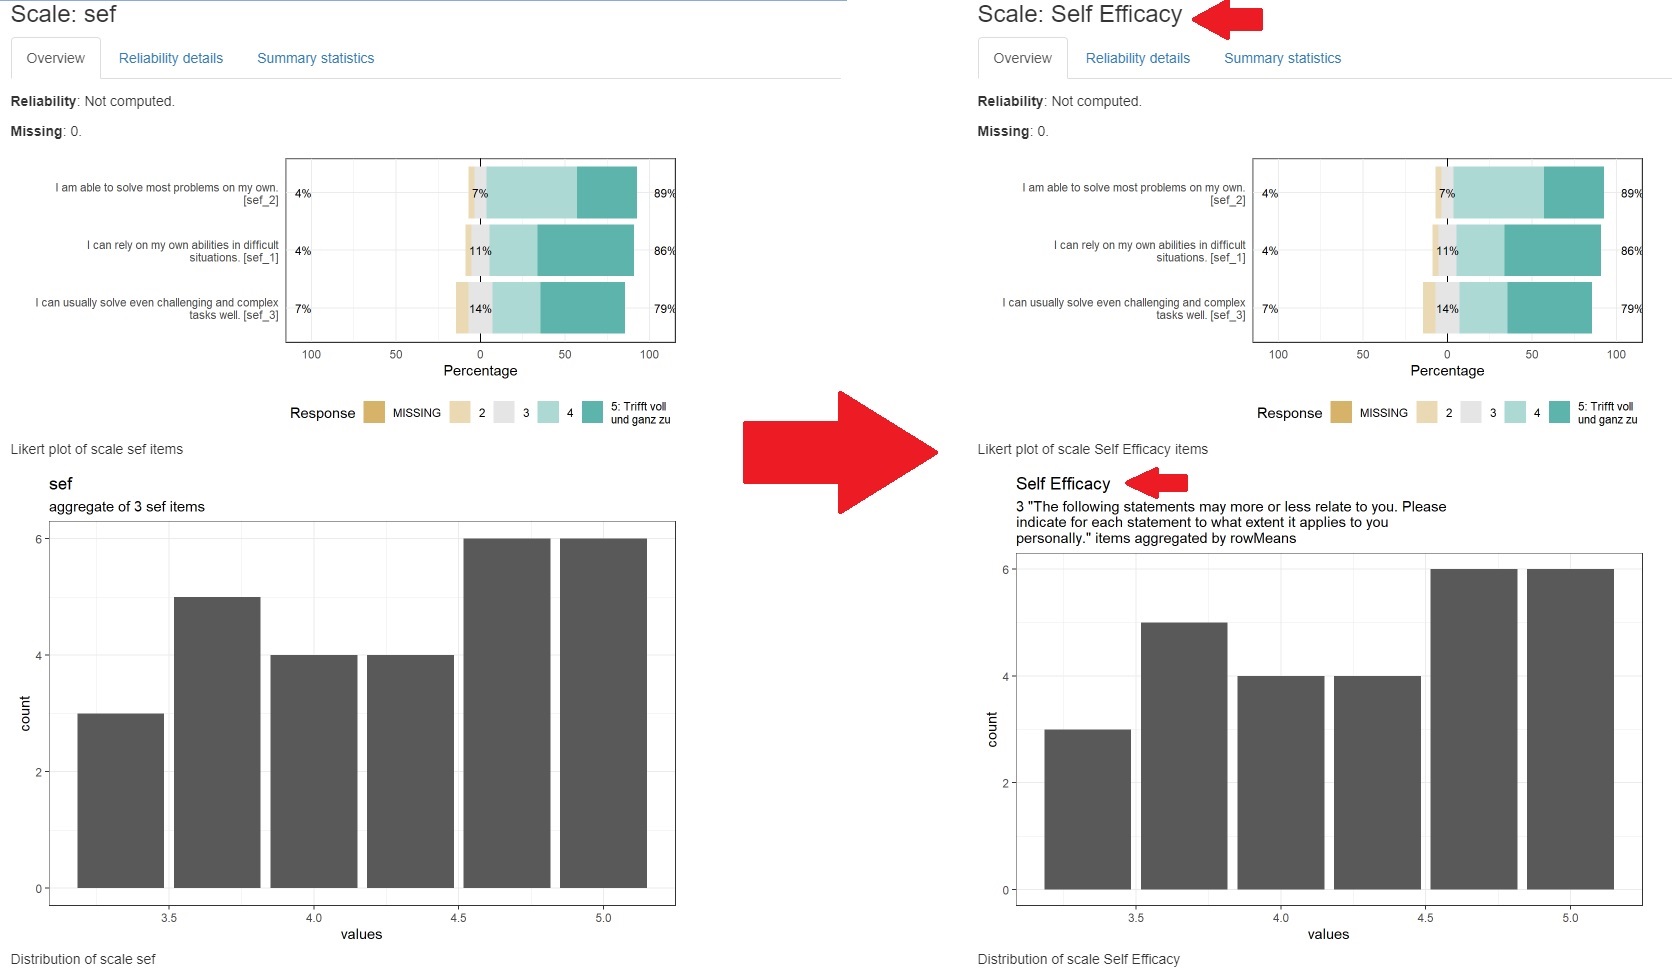 Scale: sef
Overview
Reliability details
Summary statistics
Reliability: Not computed.
Missing: 0.
I am able to solve most problems on my own.
[sef_2]
4%
7%
89%
I can rely on my own abilities in difficult
situations. [sef_1]
4%
11%
86%
I can usually solve even challenging and complex
tasks well. [sef_3]
7%
14%
79%
100
50
0
50
100
Percentage
Response
MISSING
2
3
4
5: Trifft voll
und ganz zu
Likert plot of scale sef items
sef
aggregate of 3 sef items
6
4
2
0
count
3.5
4.0
4.5
5.0
values
Distribution of scale sef
Scale: Self Efficacy
Overview
Reliability details
Summary statistics
Reliability: Not computed.
Missing: 0.
I am able to solve most problems on my own.
[sef_2]
4%
7%
89%
I can rely on my own abilities in difficult
situations. [sef_1]
4%
11%
86%
I can usually solve even challenging and complex
tasks well. [sef_3]
7%
14%
79%
100
50
0
50
100
Percentage
Response
MISSING
2
3
4
5: Trifft voll
und ganz zu
Likert plot of scale Self Efficacy items
Self Efficacy
3 "The following statements may more or less relate to you. Please
indicate for each statement to what extent it applies to you
personally." items aggregated by rowMeans
6
4
2
0
count
3.5
4.0
4.5
5.0
values
Distribution of scale Self Efficacy